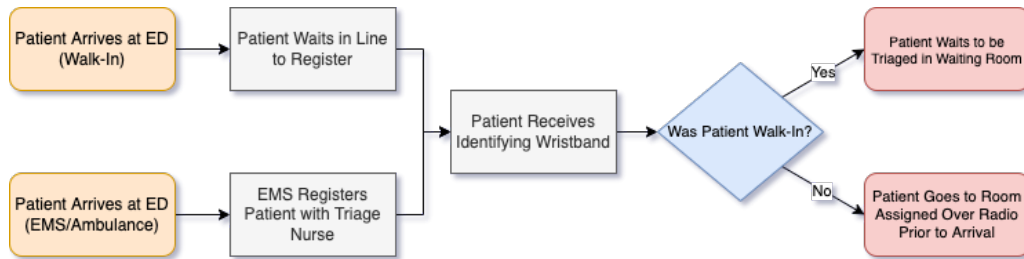 Patient Arrives at ED
(Walk-In)
Patient Waits in Line
to Register
Patient Arrives at ED
(EMS/Ambulance)
EMS Registers
Patient with Triage
Nurse
Patient Receives
Identifying Wristband
Was Patient Walk-In?
Yes
Patient Waits to be
Triaged in Waiting Room
No
Patient Goes to Room
Assigned Over Radio
Prior to Arrival